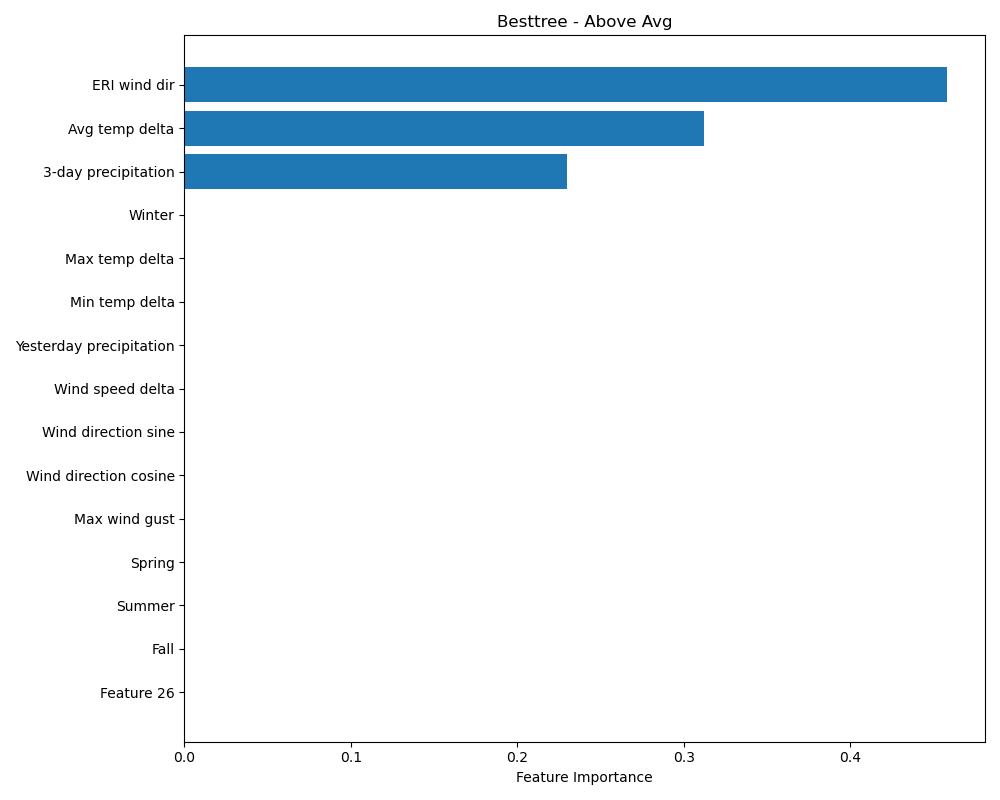 Besttree - Above Avg
ERI wind dir
Avg temp delta
3-day precipitation
Winter
Max temp delta
Min temp delta
Yesterday precipitation
Wind speed delta
Wind direction sine
Wind direction cosine
Max wind gust
Spring
Summer
Fall
Feature 26
0.0 0.1 0.2 0.3 0.4
Feature Importance